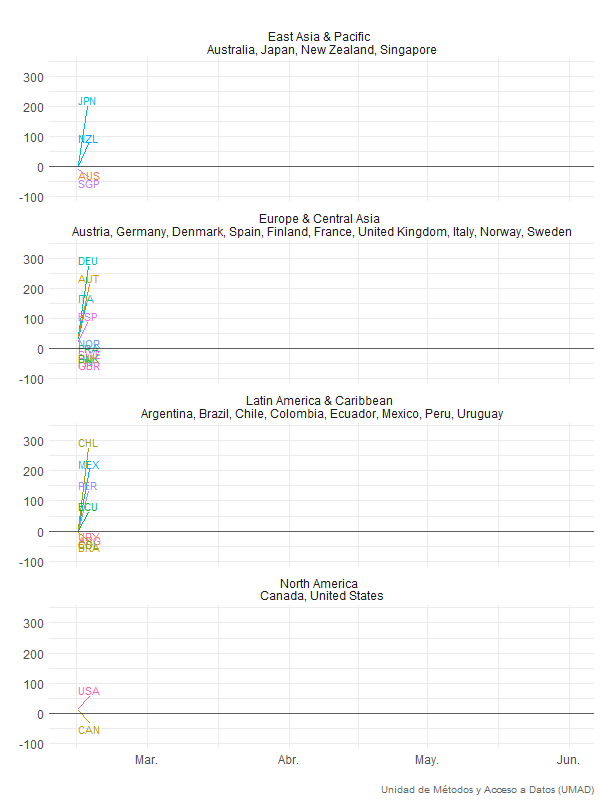 East Asia & Pacific
Australia, Japan, New Zealand, Singapore
300
JPN
200
NZL
100
0
AUS
SGP
-100
Europe & Central Asia
Austria, Germany, Denmark, Spain, Finland, France, United Kingdom, Italy, Norway, Sweden
300
DEU
AUT
200
ITA
ESP
100
NOR
0
GBR
-100
Latin America & Caribbean
Argentina, Brazil, Chile, Colombia, Ecuador, Mexico, Peru, Uruguay
300
CHL
MEX
200
PER
ECU
100
0
BRA
-100
North America
Canada, United States
300
200
USA
100
0
CAN
-100
Mar. Abr. May. Jun.
Unidad de Métodos y Acceso a Datos (UMAD)